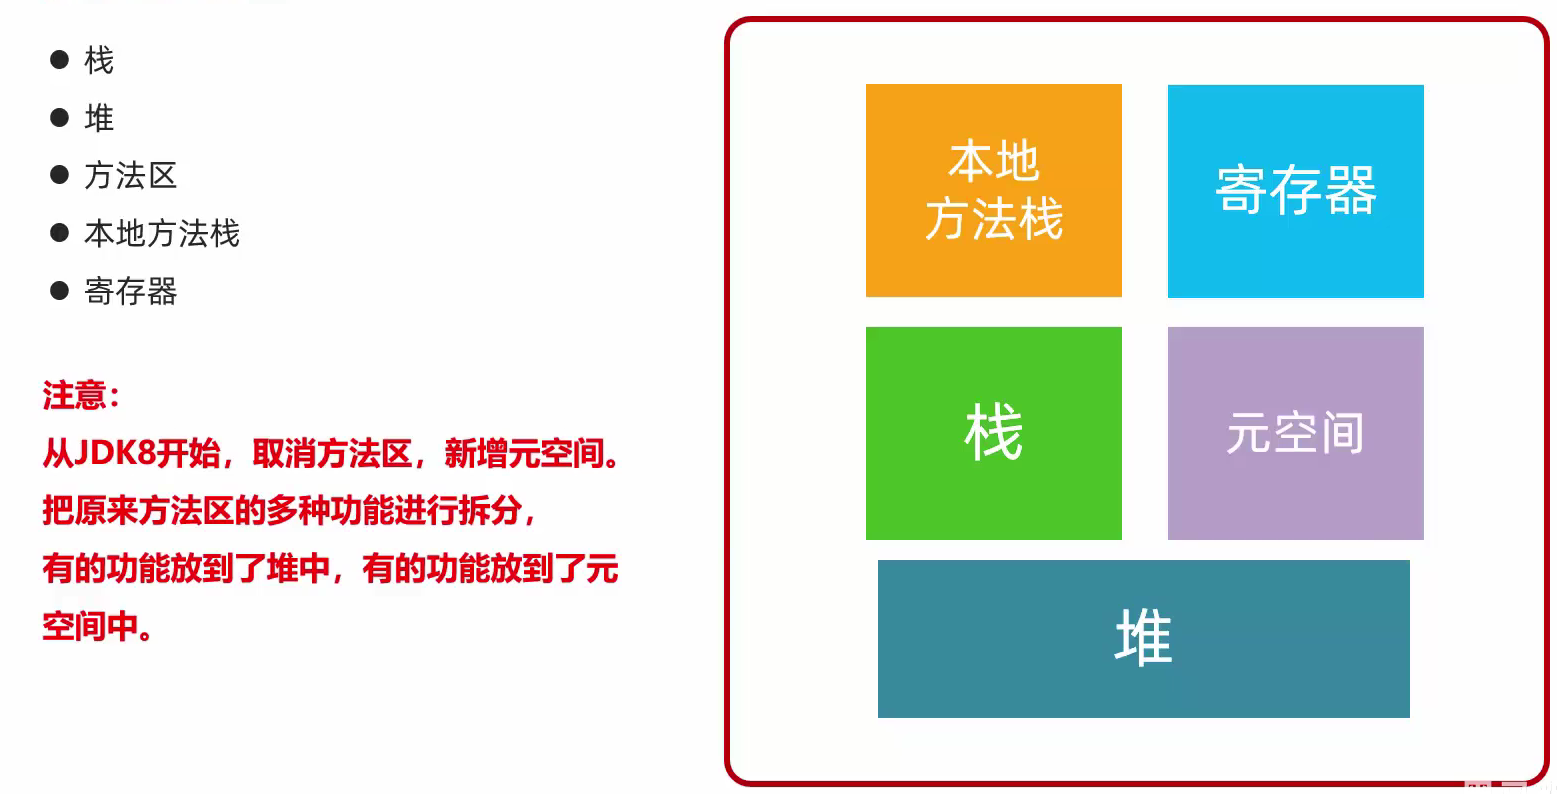 ● 栈
● 堆
● 方法区
● 本地方法栈
● 寄存器
注意：
从JDK8开始，取消方法区，新增元空间。
把原来方法区的多种功能进行拆分，
有的功能放到了堆中，有的功能放到了元
空间中。
本地
方法栈
寄存器
栈
元空间
堆